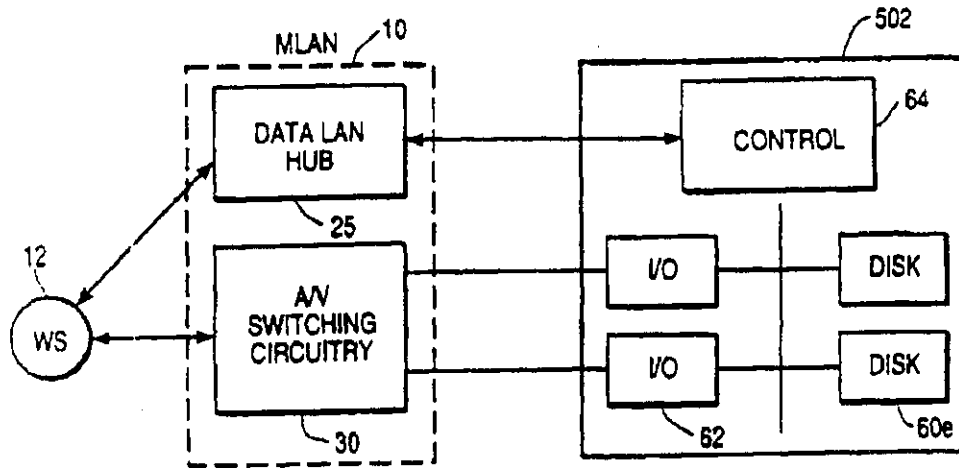 MLAN
10
502
DATA LAN
HUB
25
CONTROL
64
12
WS
A/V
SWITCHING
CIRCUITRY
30
I/O
DISK
I/O
62
DISK
60e